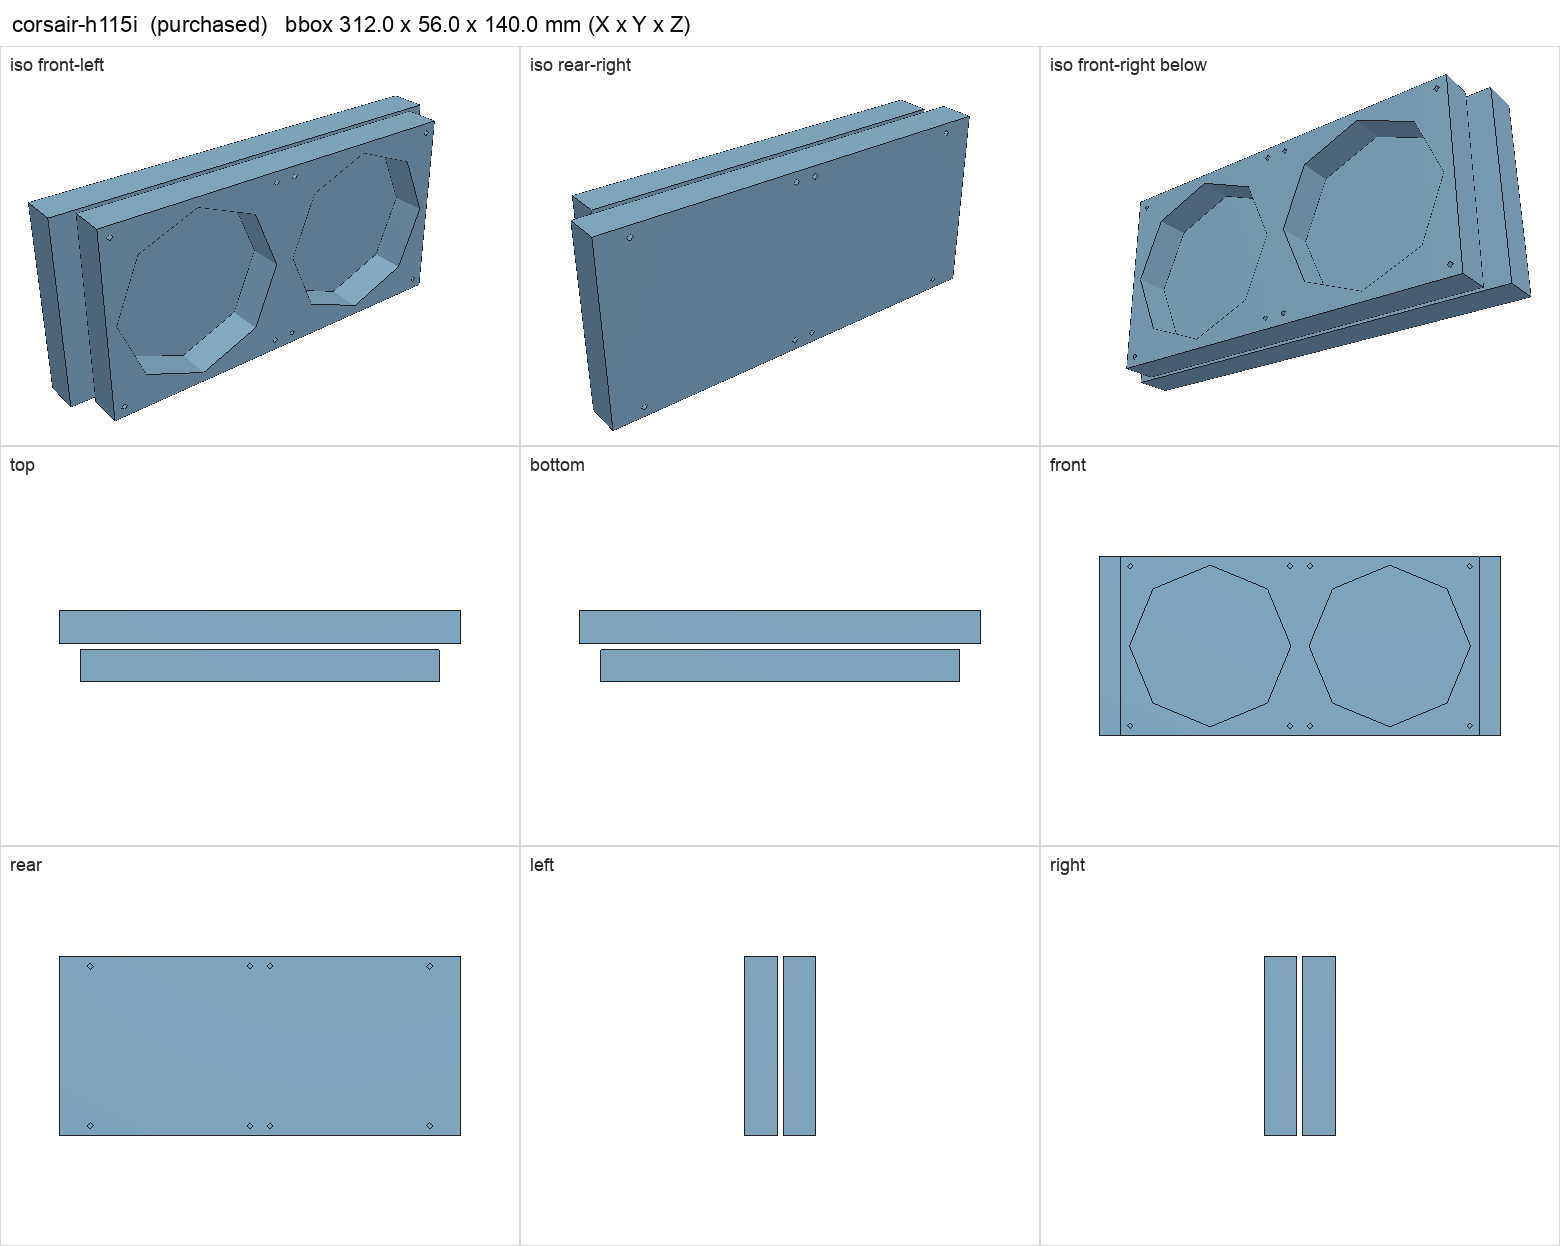 corsair-h115i (purchased) bbox 312.0 x 56.0 x 140.0 mm (X x Y x Z)
iso front-left
iso rear-right
iso front-right below
top
bottom
front
rear
left
right